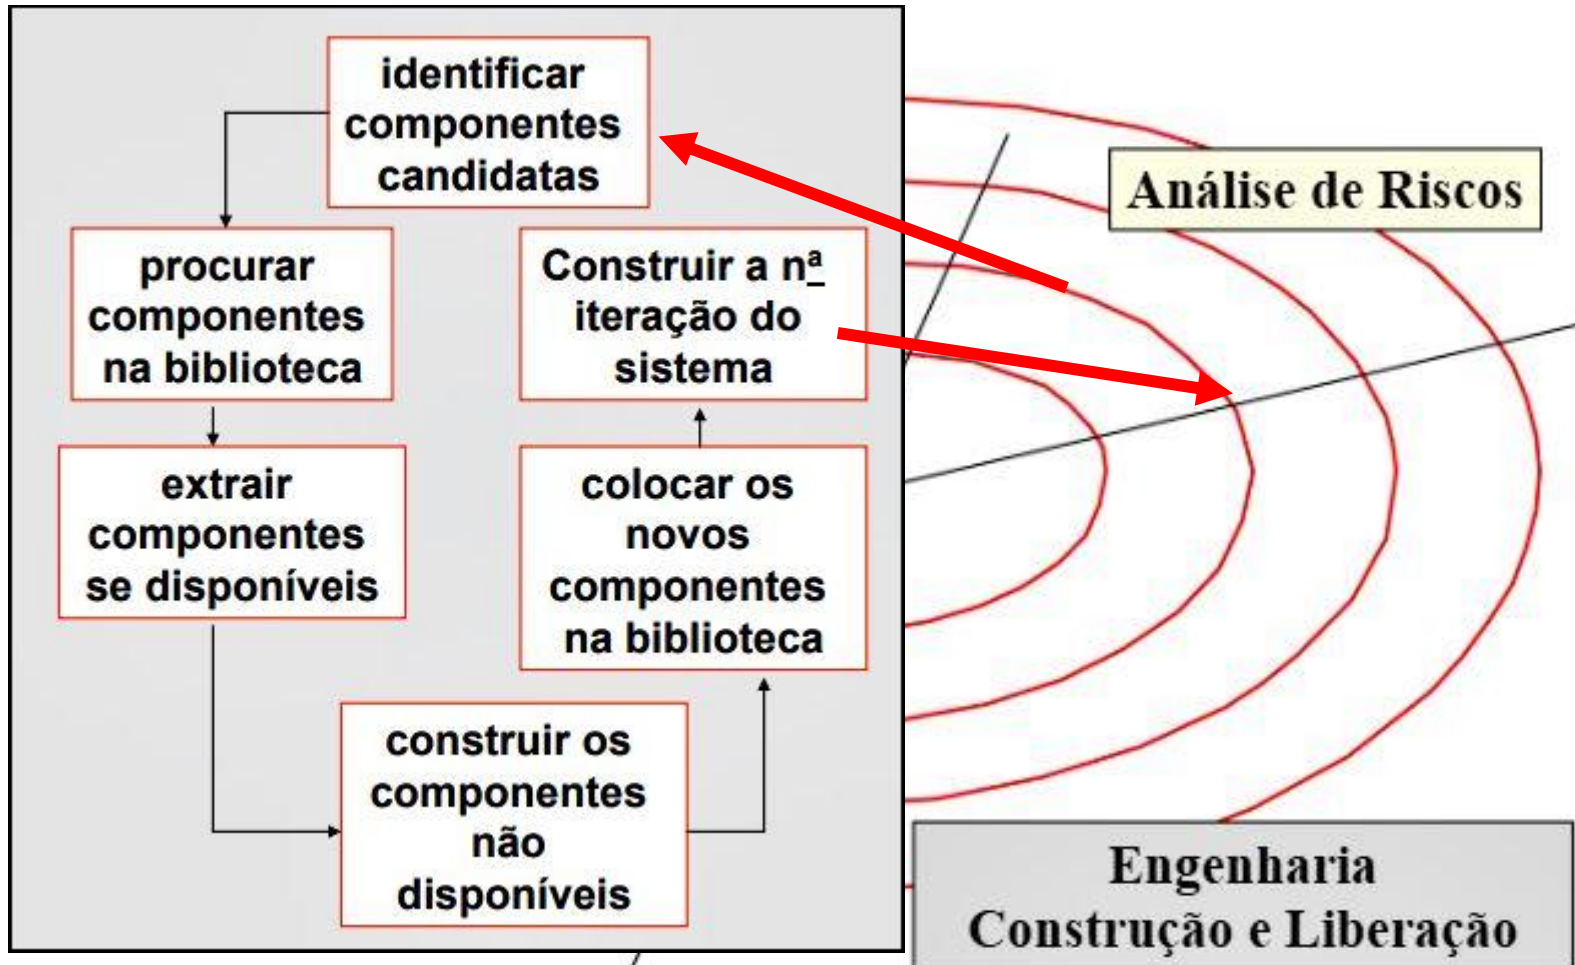 identificar
componentes
candidatas
procurar
componentes
na biblioteca
Construir a nª
iteração do
sistema
extrair
componentes
se disponíveis
colocar os
novos
componentes
na biblioteca
construir os
componentes
não
disponíveis
Análise de Riscos
Engenharia
Construção e Liberação